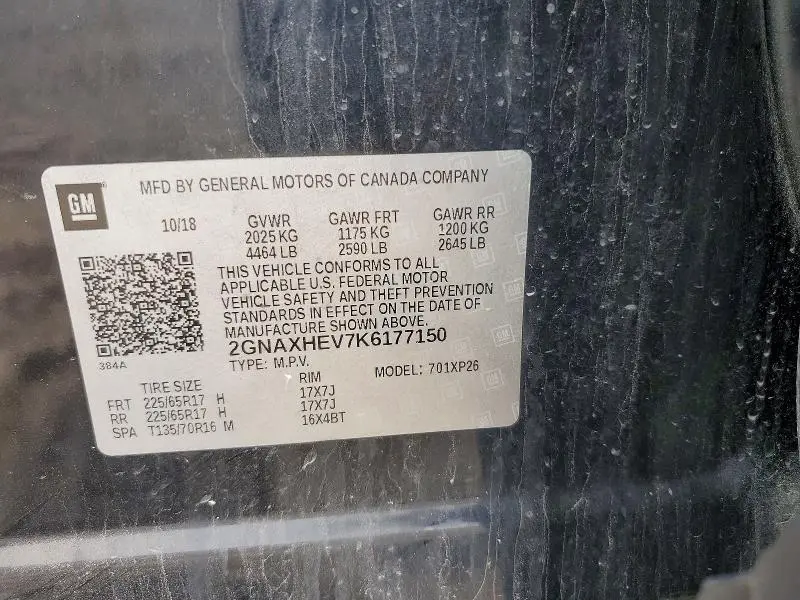 GM
MFD BY GENERAL MOTORS OF CANADA COMPANY
10/18 GVWR GAWR FRT GAWR RR
2025 KG 1175 KG 1200 KG
4464 LB 2590 LB 2645 LB
THIS VEHICLE CONFORMS TO ALL
APPLICABLE U.S. FEDERAL MOTOR
VEHICLE SAFETY AND THEFT PREVENTION
STANDARDS IN EFFECT ON THE DATE OF
MANUFACTURE SHOWN ABOVE.
2GNAXHEV7K6177150
384A
TYPE: M.P.V. MODEL: 701XP26
TIRE SIZE RIM
FRT 225/65R17 H 17X7J
RR 225/65R17 H 17X7J
SPA T135/70R16 M 16X4BT